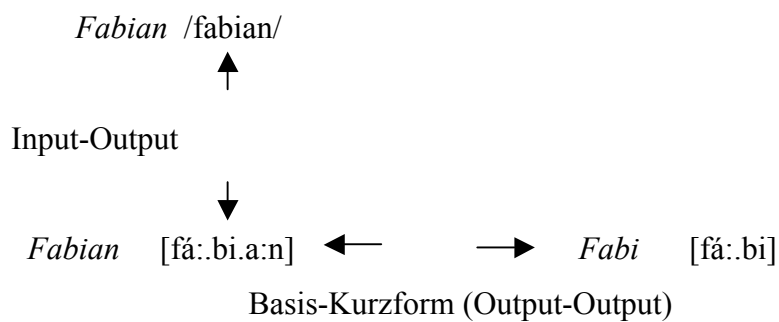 Fabian /fabian/
Input-Output
Fabian [fá:.bi.a:n] Fabi [fá:.bi]
Basis-Kurzform (Output-Output)